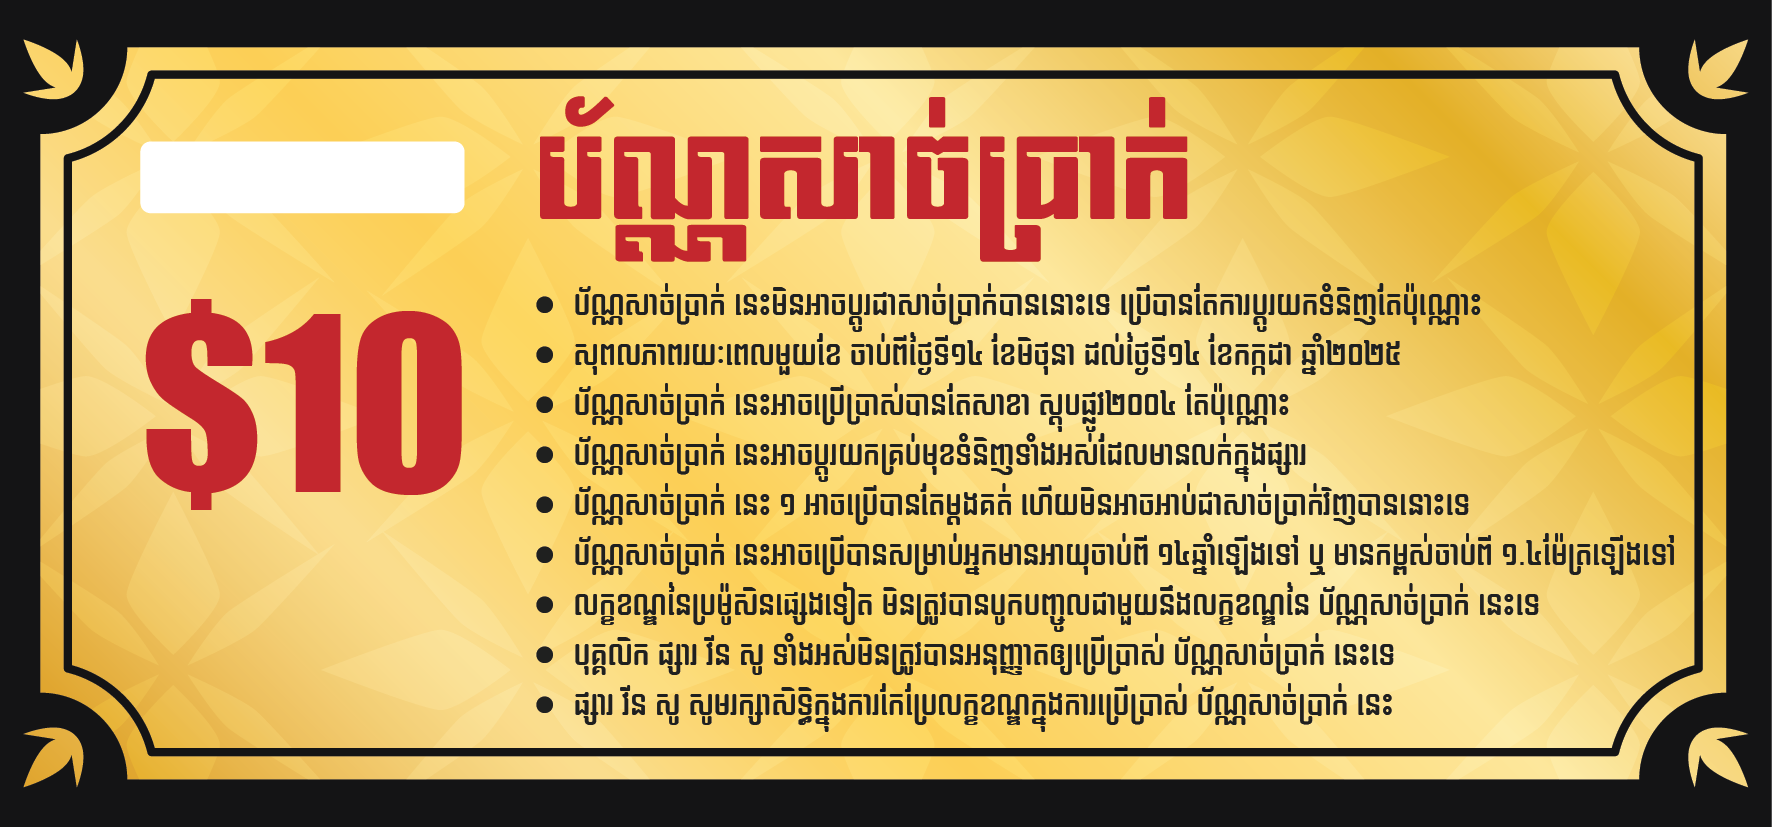 ប័ណ្ណសាច់ប្រាក់
$10
● ប័ណ្ណសាច់ប្រាក់ នេះមិនអាចប្តូរជាសាច់ប្រាក់បាននោះទេ ប្រើបានតែការប្តូរយកទំនិញតែប៉ុណ្ណោះ
● សុពលភាពរយៈពេលមួយខែ ចាប់ពីថ្ងៃទី១៤ ខែមិថុនា ដល់ថ្ងៃទី១៤ ខែកក្កដា ឆ្នាំ២០២៥
● ប័ណ្ណសាច់ប្រាក់ នេះអាចប្រើប្រាស់បានតែសាខា ស្តុបផ្លូវ២០០៤ តែប៉ុណ្ណោះ
● ប័ណ្ណសាច់ប្រាក់ នេះអាចប្តូរយកគ្រប់មុខទំនិញទាំងអស់ដែលមានលក់ក្នុងផ្សារ
● ប័ណ្ណសាច់ប្រាក់ នេះ ១ អាចប្រើបានតែម្តងគត់ ហើយមិនអាចអាប់ជាសាច់ប្រាក់វិញបាននោះទេ
● ប័ណ្ណសាច់ប្រាក់ នេះអាចប្រើបានសម្រាប់អ្នកមានអាយុចាប់ពី ១៤ឆ្នាំឡើងទៅ ឬ មានកម្ពស់ចាប់ពី ១.៤ម៉ែត្រឡើងទៅ
● លក្ខខណ្ឌនៃប្រម៉ូសិនផ្សេងទៀត មិនត្រូវបានបូកបញ្ចូលជាមួយនឹងលក្ខខណ្ឌនៃ ប័ណ្ណសាច់ប្រាក់ នេះទេ
● បុគ្គលិក ផ្សារ វីន សូ ទាំងអស់មិនត្រូវបានអនុញ្ញាតឲ្យប្រើប្រាស់ ប័ណ្ណសាច់ប្រាក់ នេះទេ
● ផ្សារ វីន សូ សូមរក្សាសិទ្ធិក្នុងការកែប្រែលក្ខខណ្ឌក្នុងការប្រើប្រាស់ ប័ណ្ណសាច់ប្រាក់ នេះ